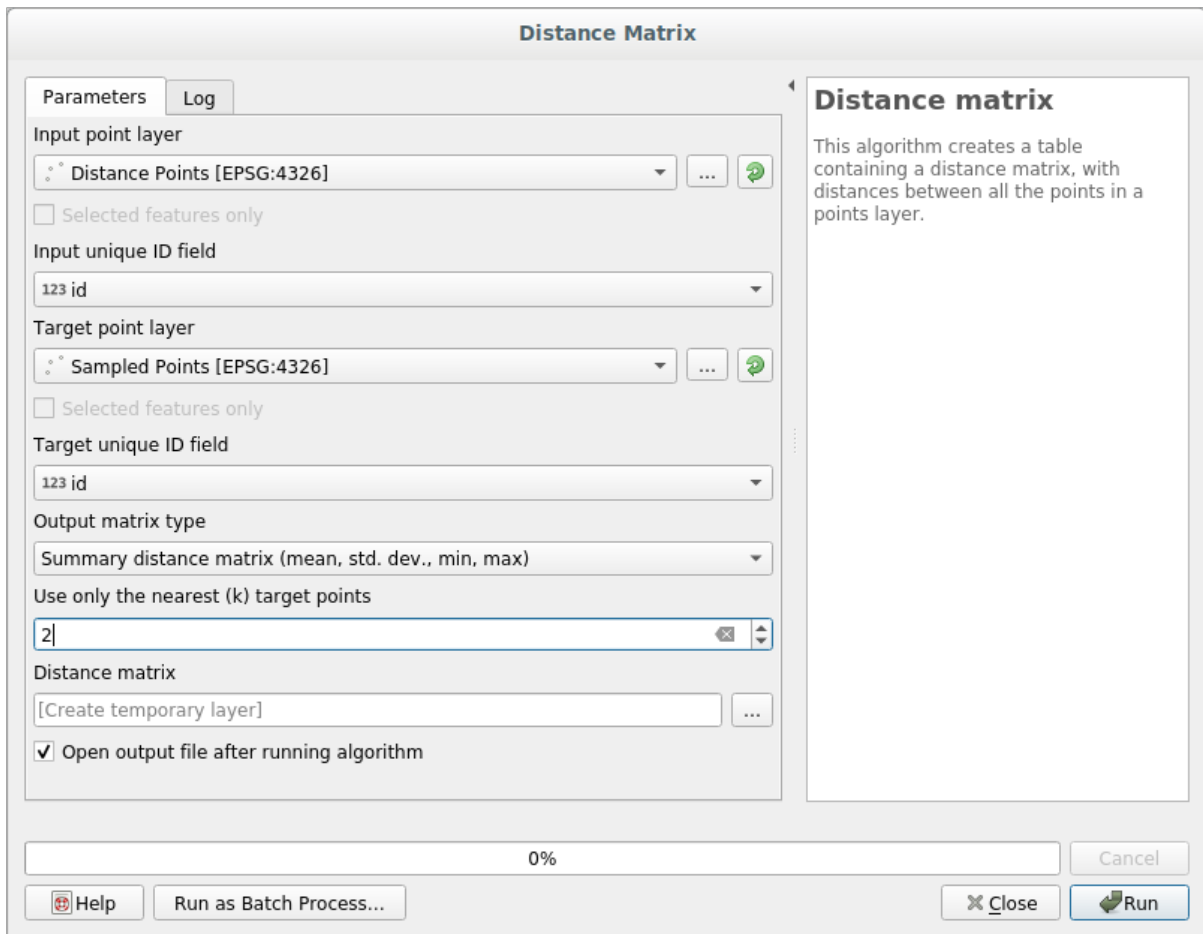 Distance Matrix
Parameters
Log
Input point layer
Distance Points [EPSG:4326]
...
Selected features only
Input unique ID field
123 id
Target point layer
Sampled Points [EPSG:4326]
...
Selected features only
Target unique ID field
123 id
Output matrix type
Summary distance matrix (mean, std. dev., min, max)
Use only the nearest (k) target points
2
Distance matrix
[Create temporary layer]
...
Open output file after running algorithm
Distance matrix
This algorithm creates a table
containing a distance matrix, with
distances between all the points in a
points layer.
0%
Cancel
Help
Run as Batch Process...
Close
Run